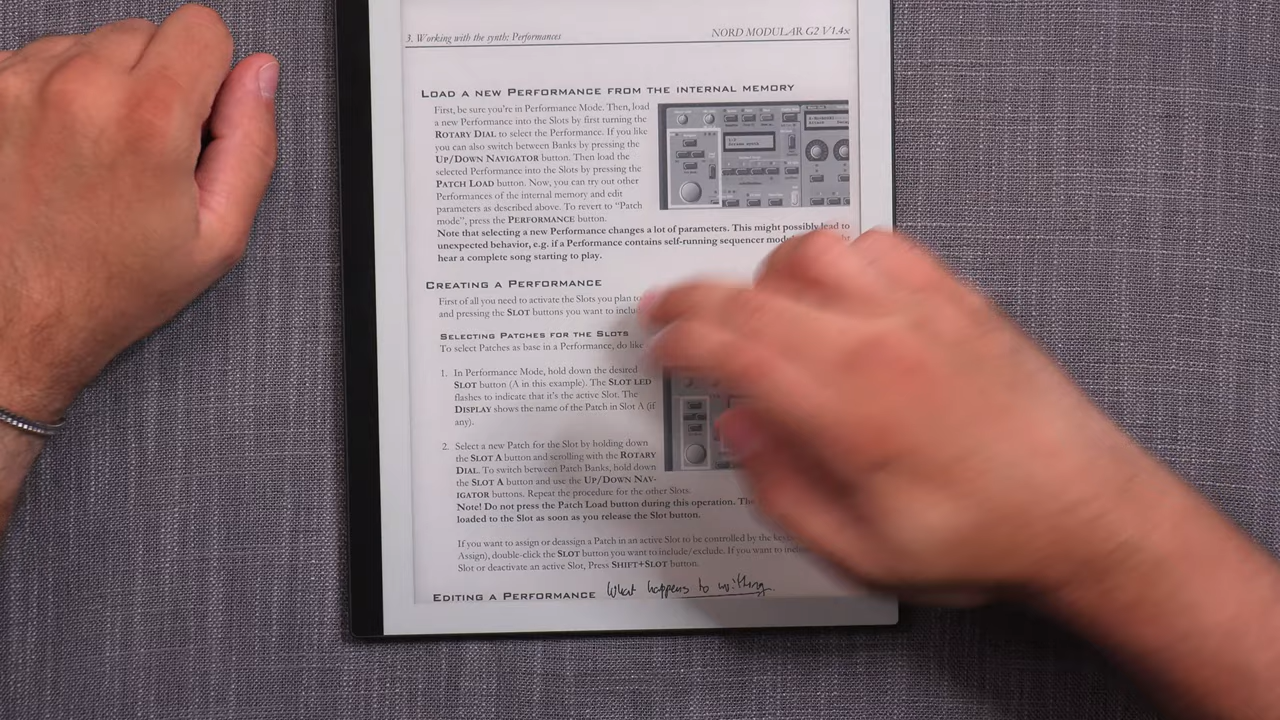 3. Working with the synth: Performances
NORD MODULAR G2 V1.4x
LOAD A NEW PERFORMANCE FROM THE INTERNAL MEMORY
First, be sure you're in Performance Mode. Then, load
a new Performance into the Slots by first turning the
ROTARY DIAL to select the Performance. If you like
you can also switch between Banks by pressing the
UP/DOWN NAVIGATOR button. Then load the
selected Performance into the Slots by pressing the
PATCH LOAD button. Now, you can try out other
Performances of the internal memory and edit
parameters as described above. To revert to "Patch
mode", press the PERFORMANCE button.
Note that selecting a new Performance changes a lot of parameters. This might possibly lead to
unexpected behavior, e.g. if a Performance contains self-running sequencer
hear a complete song starting to play.
CREATING A PERFORMANCE
First of all you need to activate the Slots you plan to
and pressing the SLOT buttons you want to
SELECTING PATCHES FOR THE SLOTS
To select Patches as base in a Performance, do like
1. In Performance Mode, hold down the desired
SLOT button (A in this example). The SLOT LED
flashes to indicate that it's the active Slot. The
DISPLAY shows the name of the Patch in Slot A (if
any).
2. Select a new Patch for the Slot by holding down
the SLOT A button and scrolling with the ROTARY
DIAL. To switch between Patch Banks, hold down
the SLOT A button and use the UP/DOWN NAV-
IGATOR buttons. Repeat the procedure for the other Slots.
Note! Do not press the Patch Load button during this operation. The
loaded to the Slot as soon as you release the Slot button.
If you want to assign or deassign a Patch in an active Slot to be controlled by the
Assign), double-click the SLOT button you want to include/exclude. If you want to
Slot or deactivate an active Slot, Press SHIFT+SLOT button.
EDITING A PERFORMANCE What happens to writing